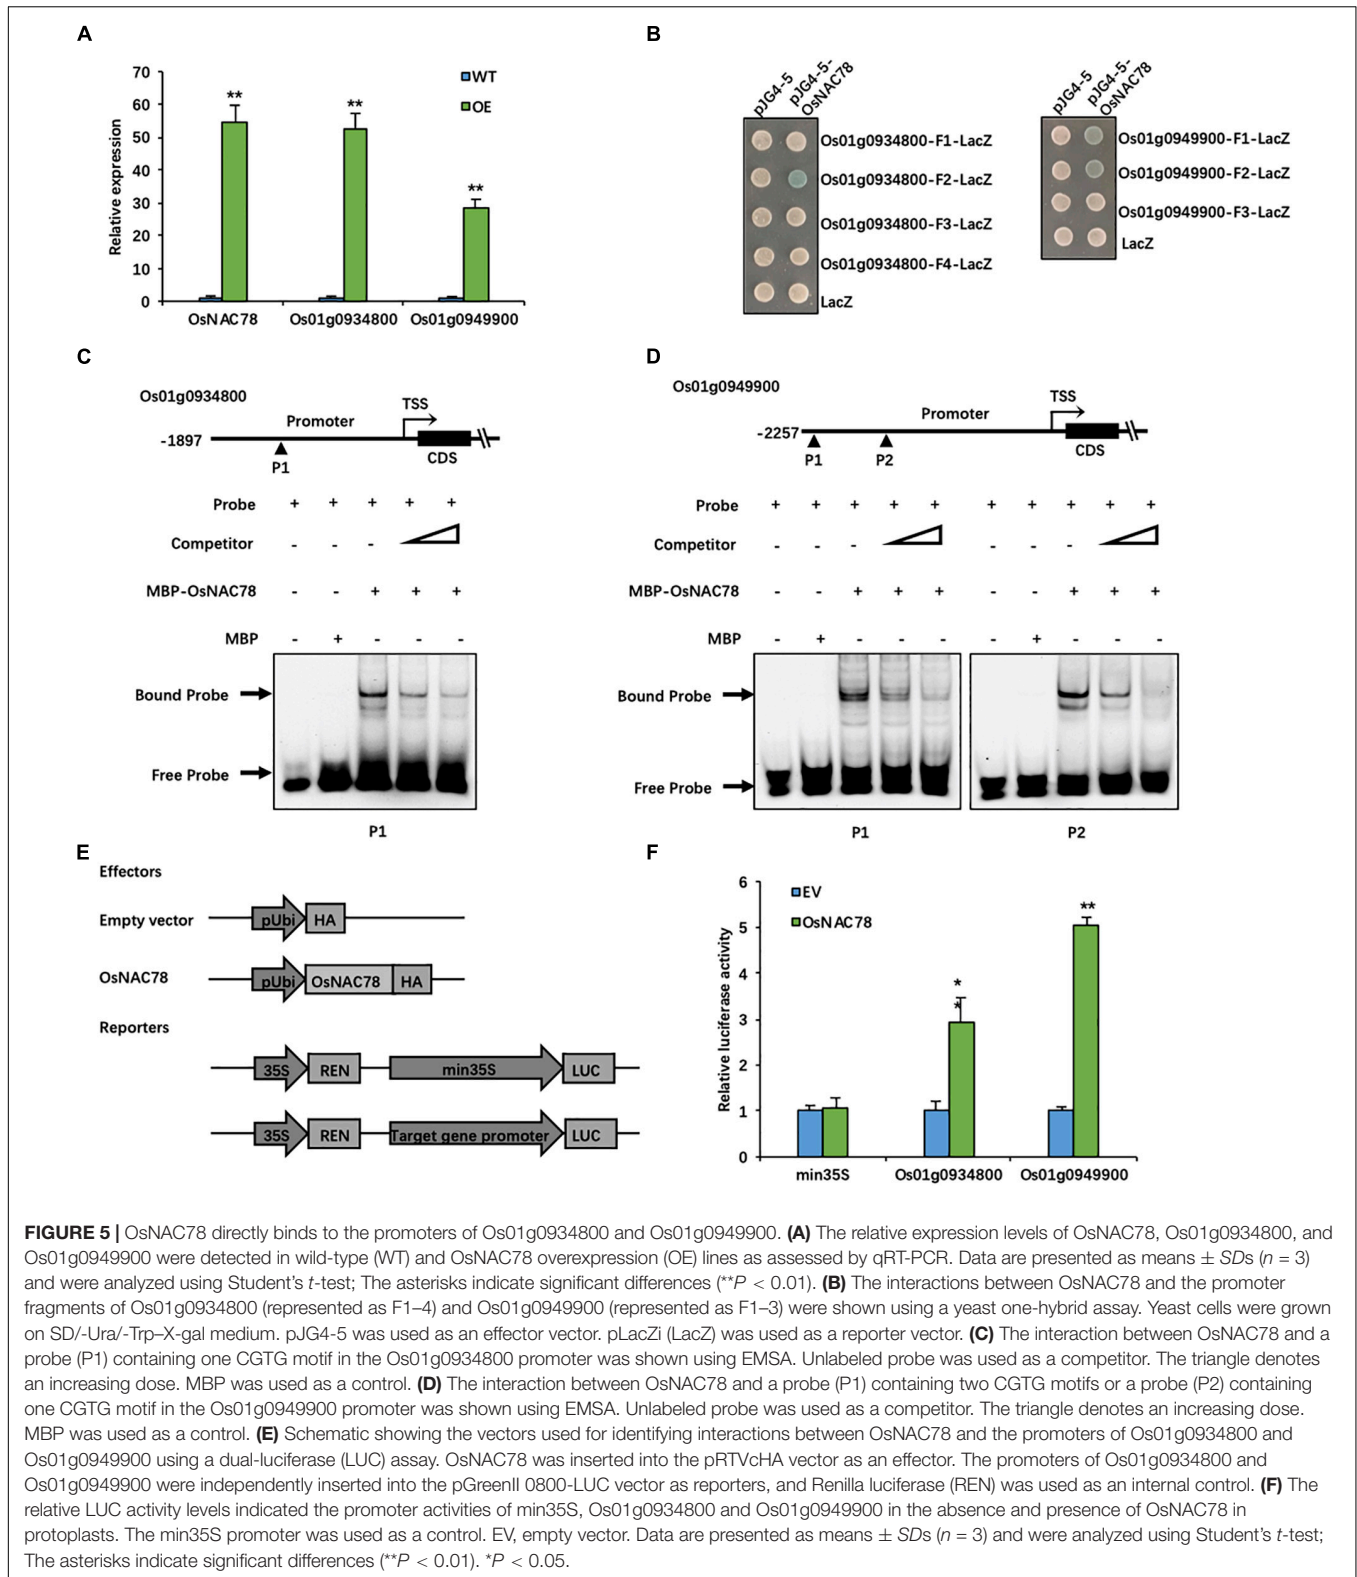 A
Relative expression
70
60
50
40
30
20
10
0
WT
OE
**
**
**
OsNAC78
Os01g0934800
Os01g0949900
B
pJG4-5
pJG4-5-
OsNAC78
Os01g0934800-F1-LacZ
Os01g0934800-F2-LacZ
Os01g0934800-F3-LacZ
Os01g0934800-F4-LacZ
LacZ
pJG4-5
pJG4-5-
OsNAC78
Os01g0949900-F1-LacZ
Os01g0949900-F2-LacZ
Os01g0949900-F3-LacZ
LacZ
C
Os01g0934800
TSS
Promoter
-1897
CDS
P1
Probe + + + + +
Competitor - - -
MBP-OsNAC78 - - + + +
MBP - + - - -
Bound Probe
Free Probe
P1
D
Os01g0949900
TSS
Promoter
-2257
CDS
P1 P2
Probe + + + + + + + + + +
Competitor - - - - - -
MBP-OsNAC78 - - + + + - - + + +
MBP - + - - - - + - - -
Bound Probe
Free Probe
P1 P2
E
Effectors
Empty vector
pUbi HA
OsNAC78
pUbi OsNAC78 HA
Reporters
35S REN min35S LUC
35S REN Target gene promoter LUC
F
Relative luciferase activity
6
5
4
3
2
1
0
EV
OsNAC78
*
*
**
min35S
Os01g0934800
Os01g0949900
FIGURE 5 | OsNAC78 directly binds to the promoters of Os01g0934800 and Os01g0949900. (A) The relative expression levels of OsNAC78, Os01g0934800, and
Os01g0949900 were detected in wild-type (WT) and OsNAC78 overexpression (OE) lines as assessed by qRT-PCR. Data are presented as means ± SDs (n = 3)
and were analyzed using Student's t-test; The asterisks indicate significant differences (**P < 0.01). (B) The interactions between OsNAC78 and the promoter
fragments of Os01g0934800 (represented as F1–4) and Os01g0949900 (represented as F1–3) were shown using a yeast one-hybrid assay. Yeast cells were grown
on SD/-Ura/-Trp–X-gal medium. pJG4-5 was used as an effector vector. pLacZi (LacZ) was used as a reporter vector. (C) The interaction between OsNAC78 and a
probe (P1) containing one CGTG motif in the Os01g0934800 promoter was shown using EMSA. Unlabeled probe was used as a competitor. The triangle denotes
an increasing dose. MBP was used as a control. (D) The interaction between OsNAC78 and a probe (P1) containing two CGTG motifs or a probe (P2) containing
one CGTG motif in the Os01g0949900 promoter was shown using EMSA. Unlabeled probe was used as a competitor. The triangle denotes an increasing dose.
MBP was used as a control. (E) Schematic showing the vectors used for identifying interactions between OsNAC78 and the promoters of Os01g0934800 and
Os01g0949900 using a dual-luciferase (LUC) assay. OsNAC78 was inserted into the pRTVcHA vector as an effector. The promoters of Os01g0934800 and
Os01g0949900 were independently inserted into the pGreenII 0800-LUC vector as reporters, and Renilla luciferase (REN) was used as an internal control. (F) The
relative LUC activity levels indicated the promoter activities of min35S, Os01g0934800 and Os01g0949900 in the absence and presence of OsNAC78 in
protoplasts. The min35S promoter was used as a control. EV, empty vector. Data are presented as means ± SDs (n = 3) and were analyzed using Student's t-test;
The asterisks indicate significant differences (**P < 0.01). *P < 0.05.